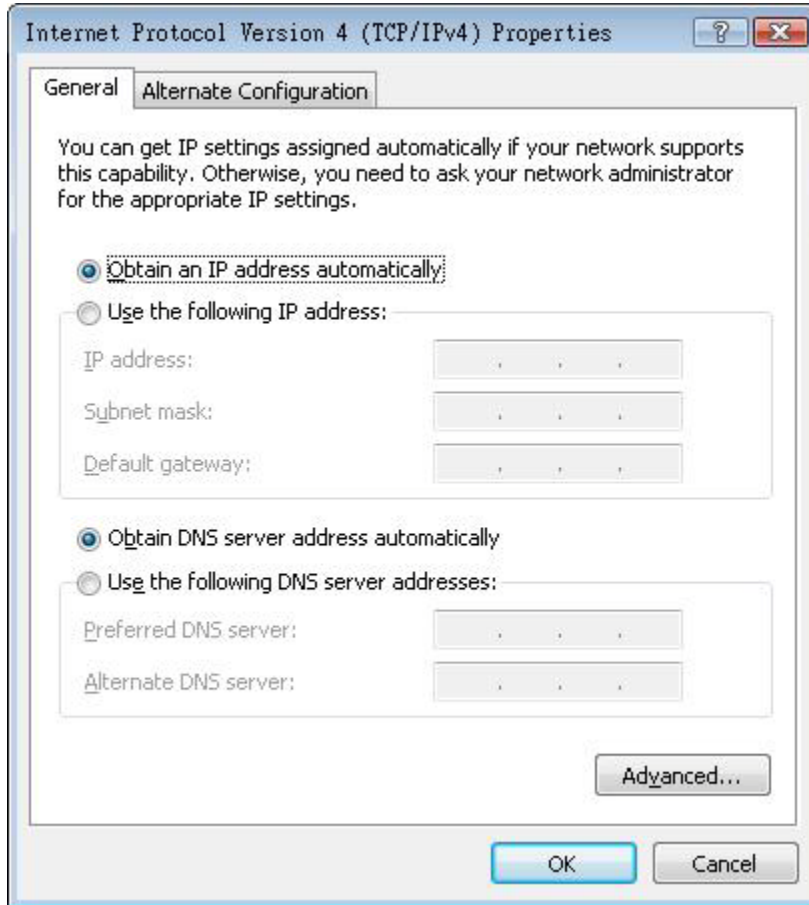 Internet Protocol Version 4 (TCP/IPv4) Properties
General
Alternate Configuration
You can get IP settings assigned automatically if your network supports
this capability. Otherwise, you need to ask your network administrator
for the appropriate IP settings.
Obtain an IP address automatically
Use the following IP address:
IP address:
Subnet mask:
Default gateway:
Obtain DNS server address automatically
Use the following DNS server addresses:
Preferred DNS server:
Alternate DNS server:
Advanced...
OK
Cancel